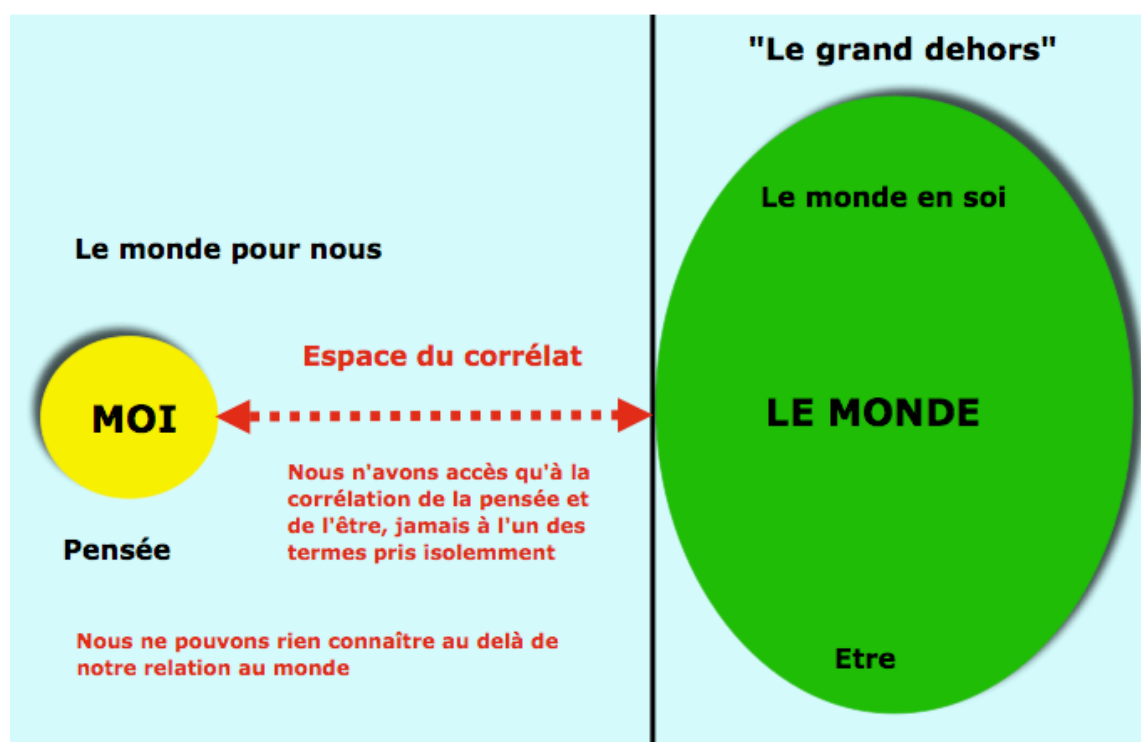 "Le grand dehors"
Le monde en soi
Le monde pour nous
Espace du corrélat
MOI
LE MONDE
Nous n'avons accès qu'à la
corrélation de la pensée et
de l'être, jamais à l'un des
termes pris isolemment
Pensée
Nous ne pouvons rien connaître au delà de
notre relation au monde
Etre